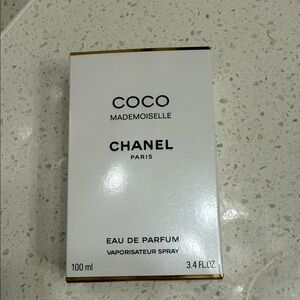 COCO
MADEMOISELLE
CHANEL
PARIS
EAU DE PARFUM
VAPORISATEUR SPRAY
100 ml 3.4 FL.OZ.